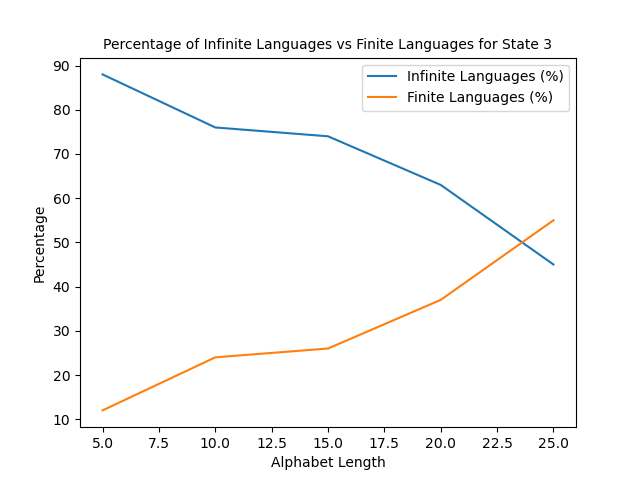 Percentage of Infinite Languages vs Finite Languages for State 3
Infinite Languages (%)
Finite Languages (%)
90
80
70
60
50
40
30
20
10
Percentage
5.0 7.5 10.0 12.5 15.0 17.5 20.0 22.5 25.0
Alphabet Length